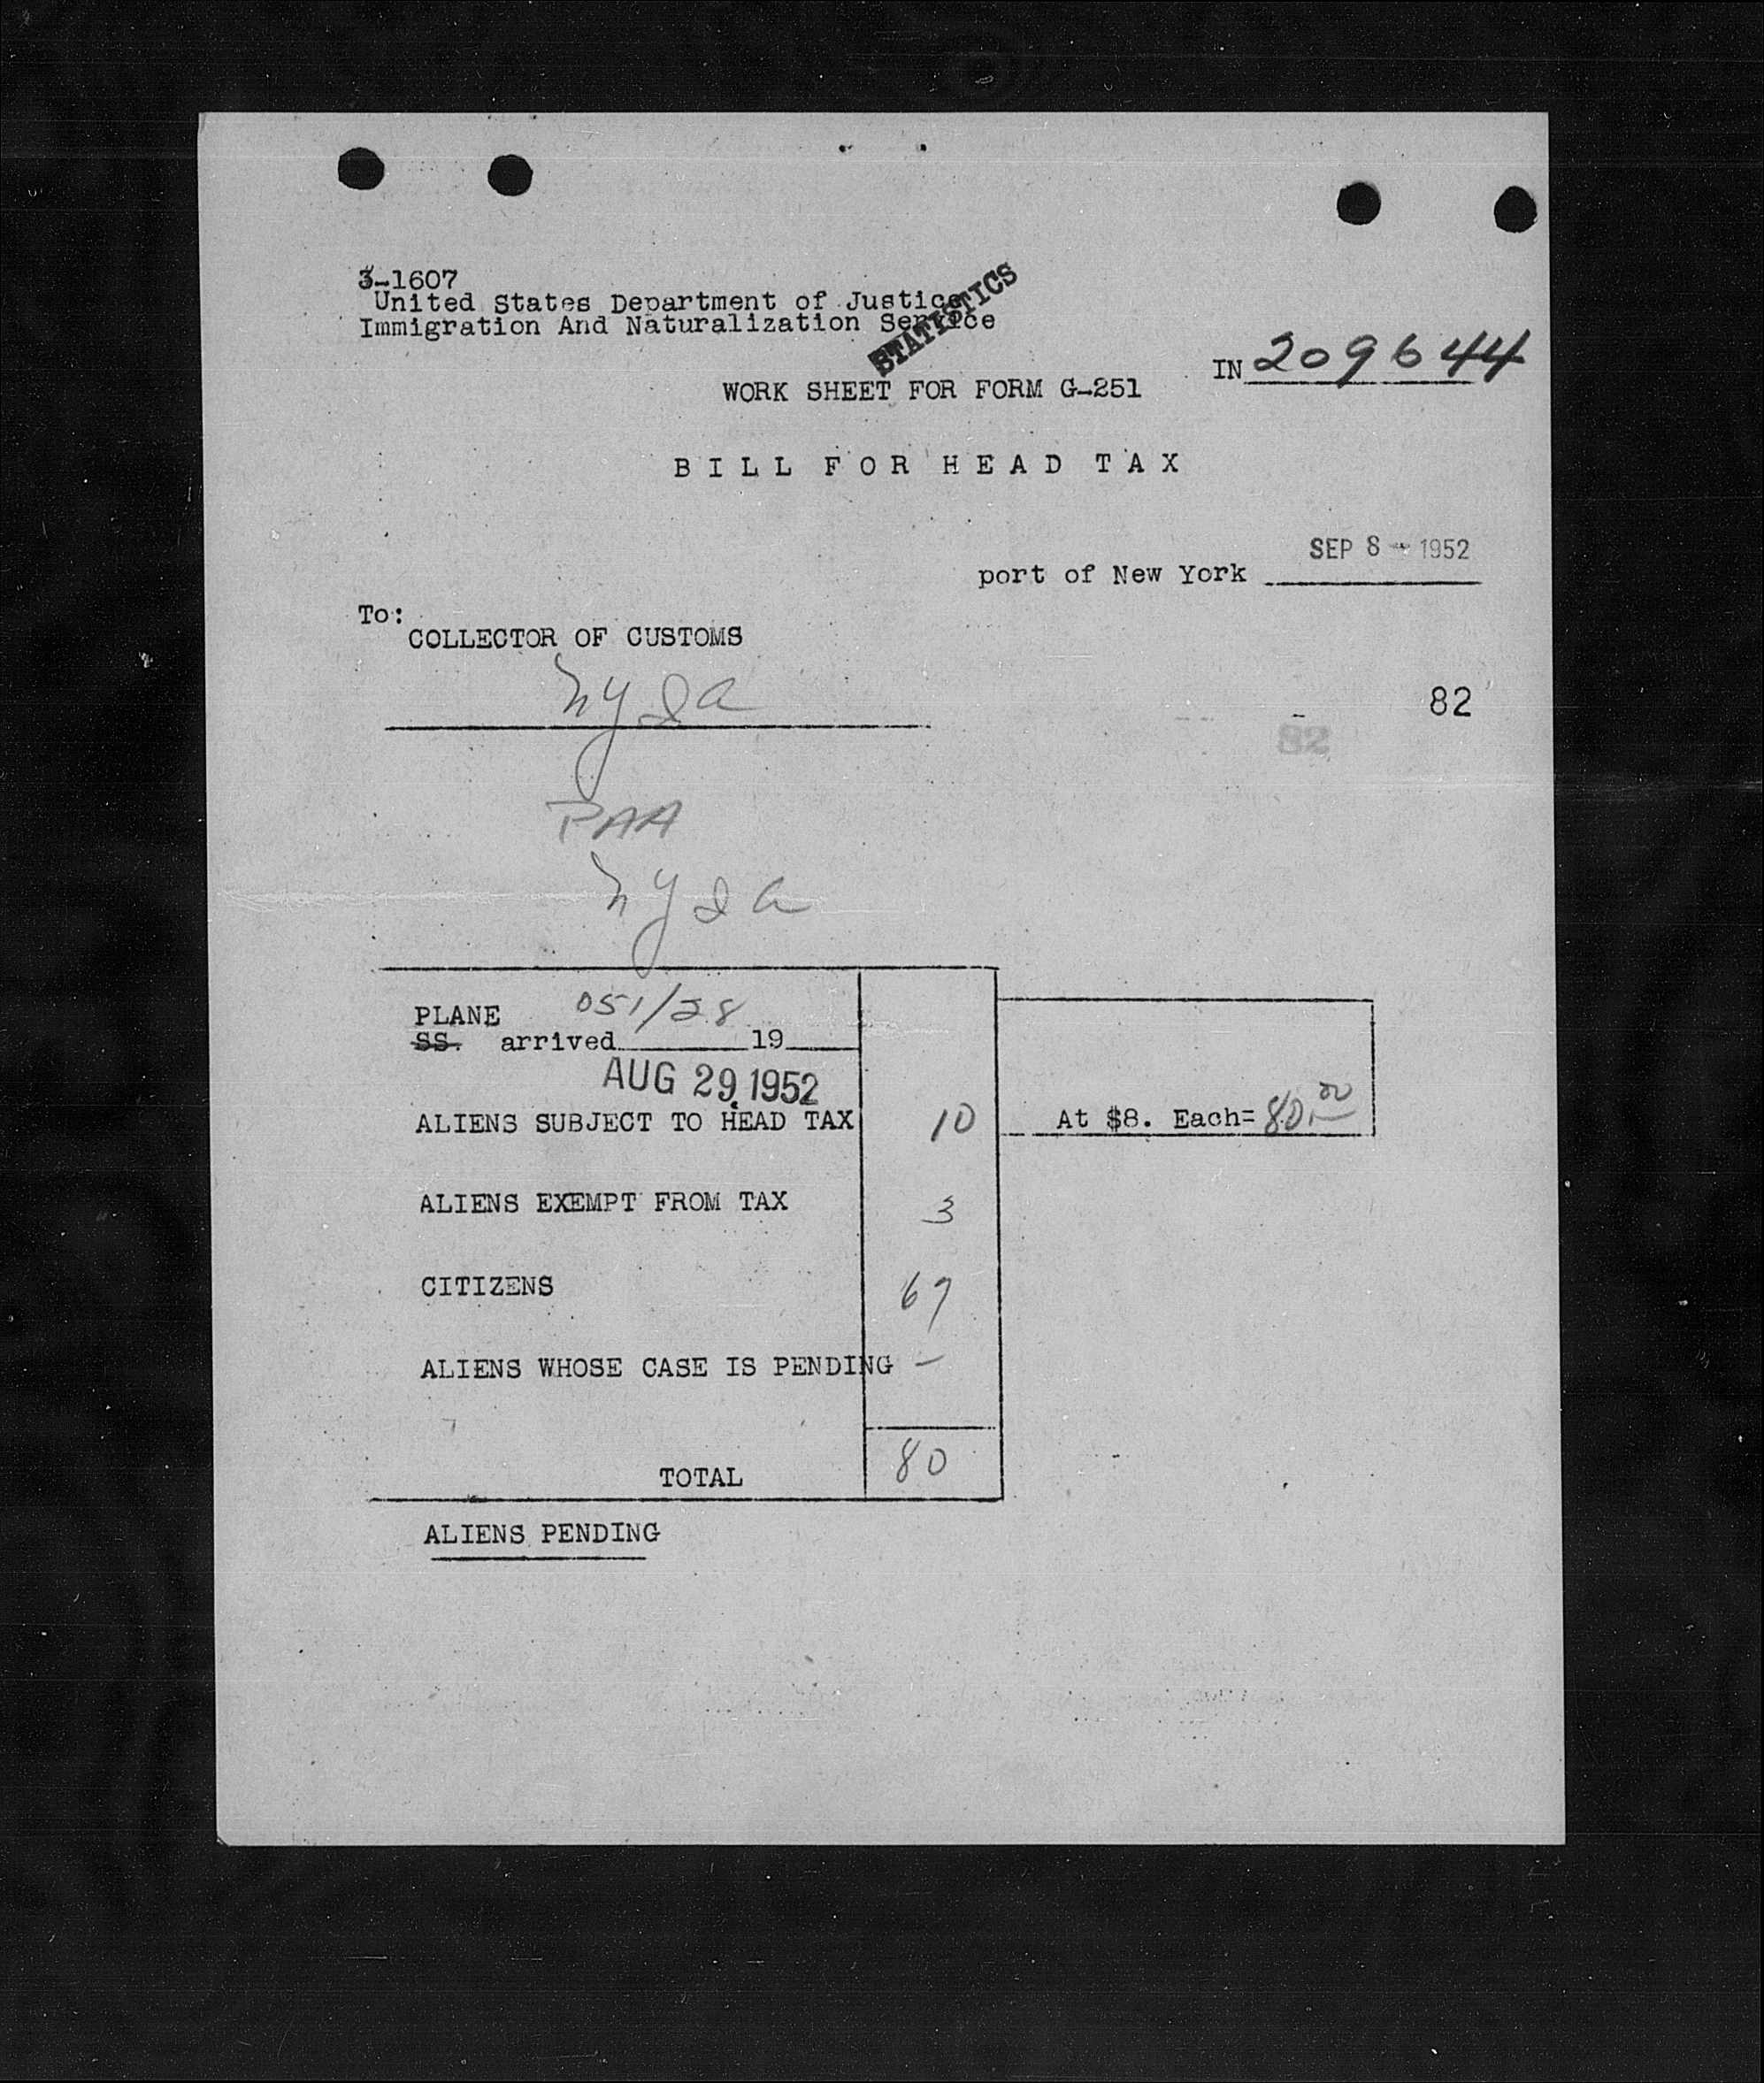 3-1607
United States Department of Justice
Immigration And Naturalization Service
STATISTICS
IN 209644
WORK SHEET FOR FORM G-251
BILL FOR HEAD TAX
SEP 8 - 1952
port of New York
To:
COLLECTOR OF CUSTOMS
82
82
PAA
PLANE 051/28
SS. arrived 19
AUG 29 1952
ALIENS SUBJECT TO HEAD TAX 10 At $8. Each= 80.00
ALIENS EXEMPT FROM TAX 3
CITIZENS 67
ALIENS WHOSE CASE IS PENDING -
TOTAL 80
ALIENS PENDING